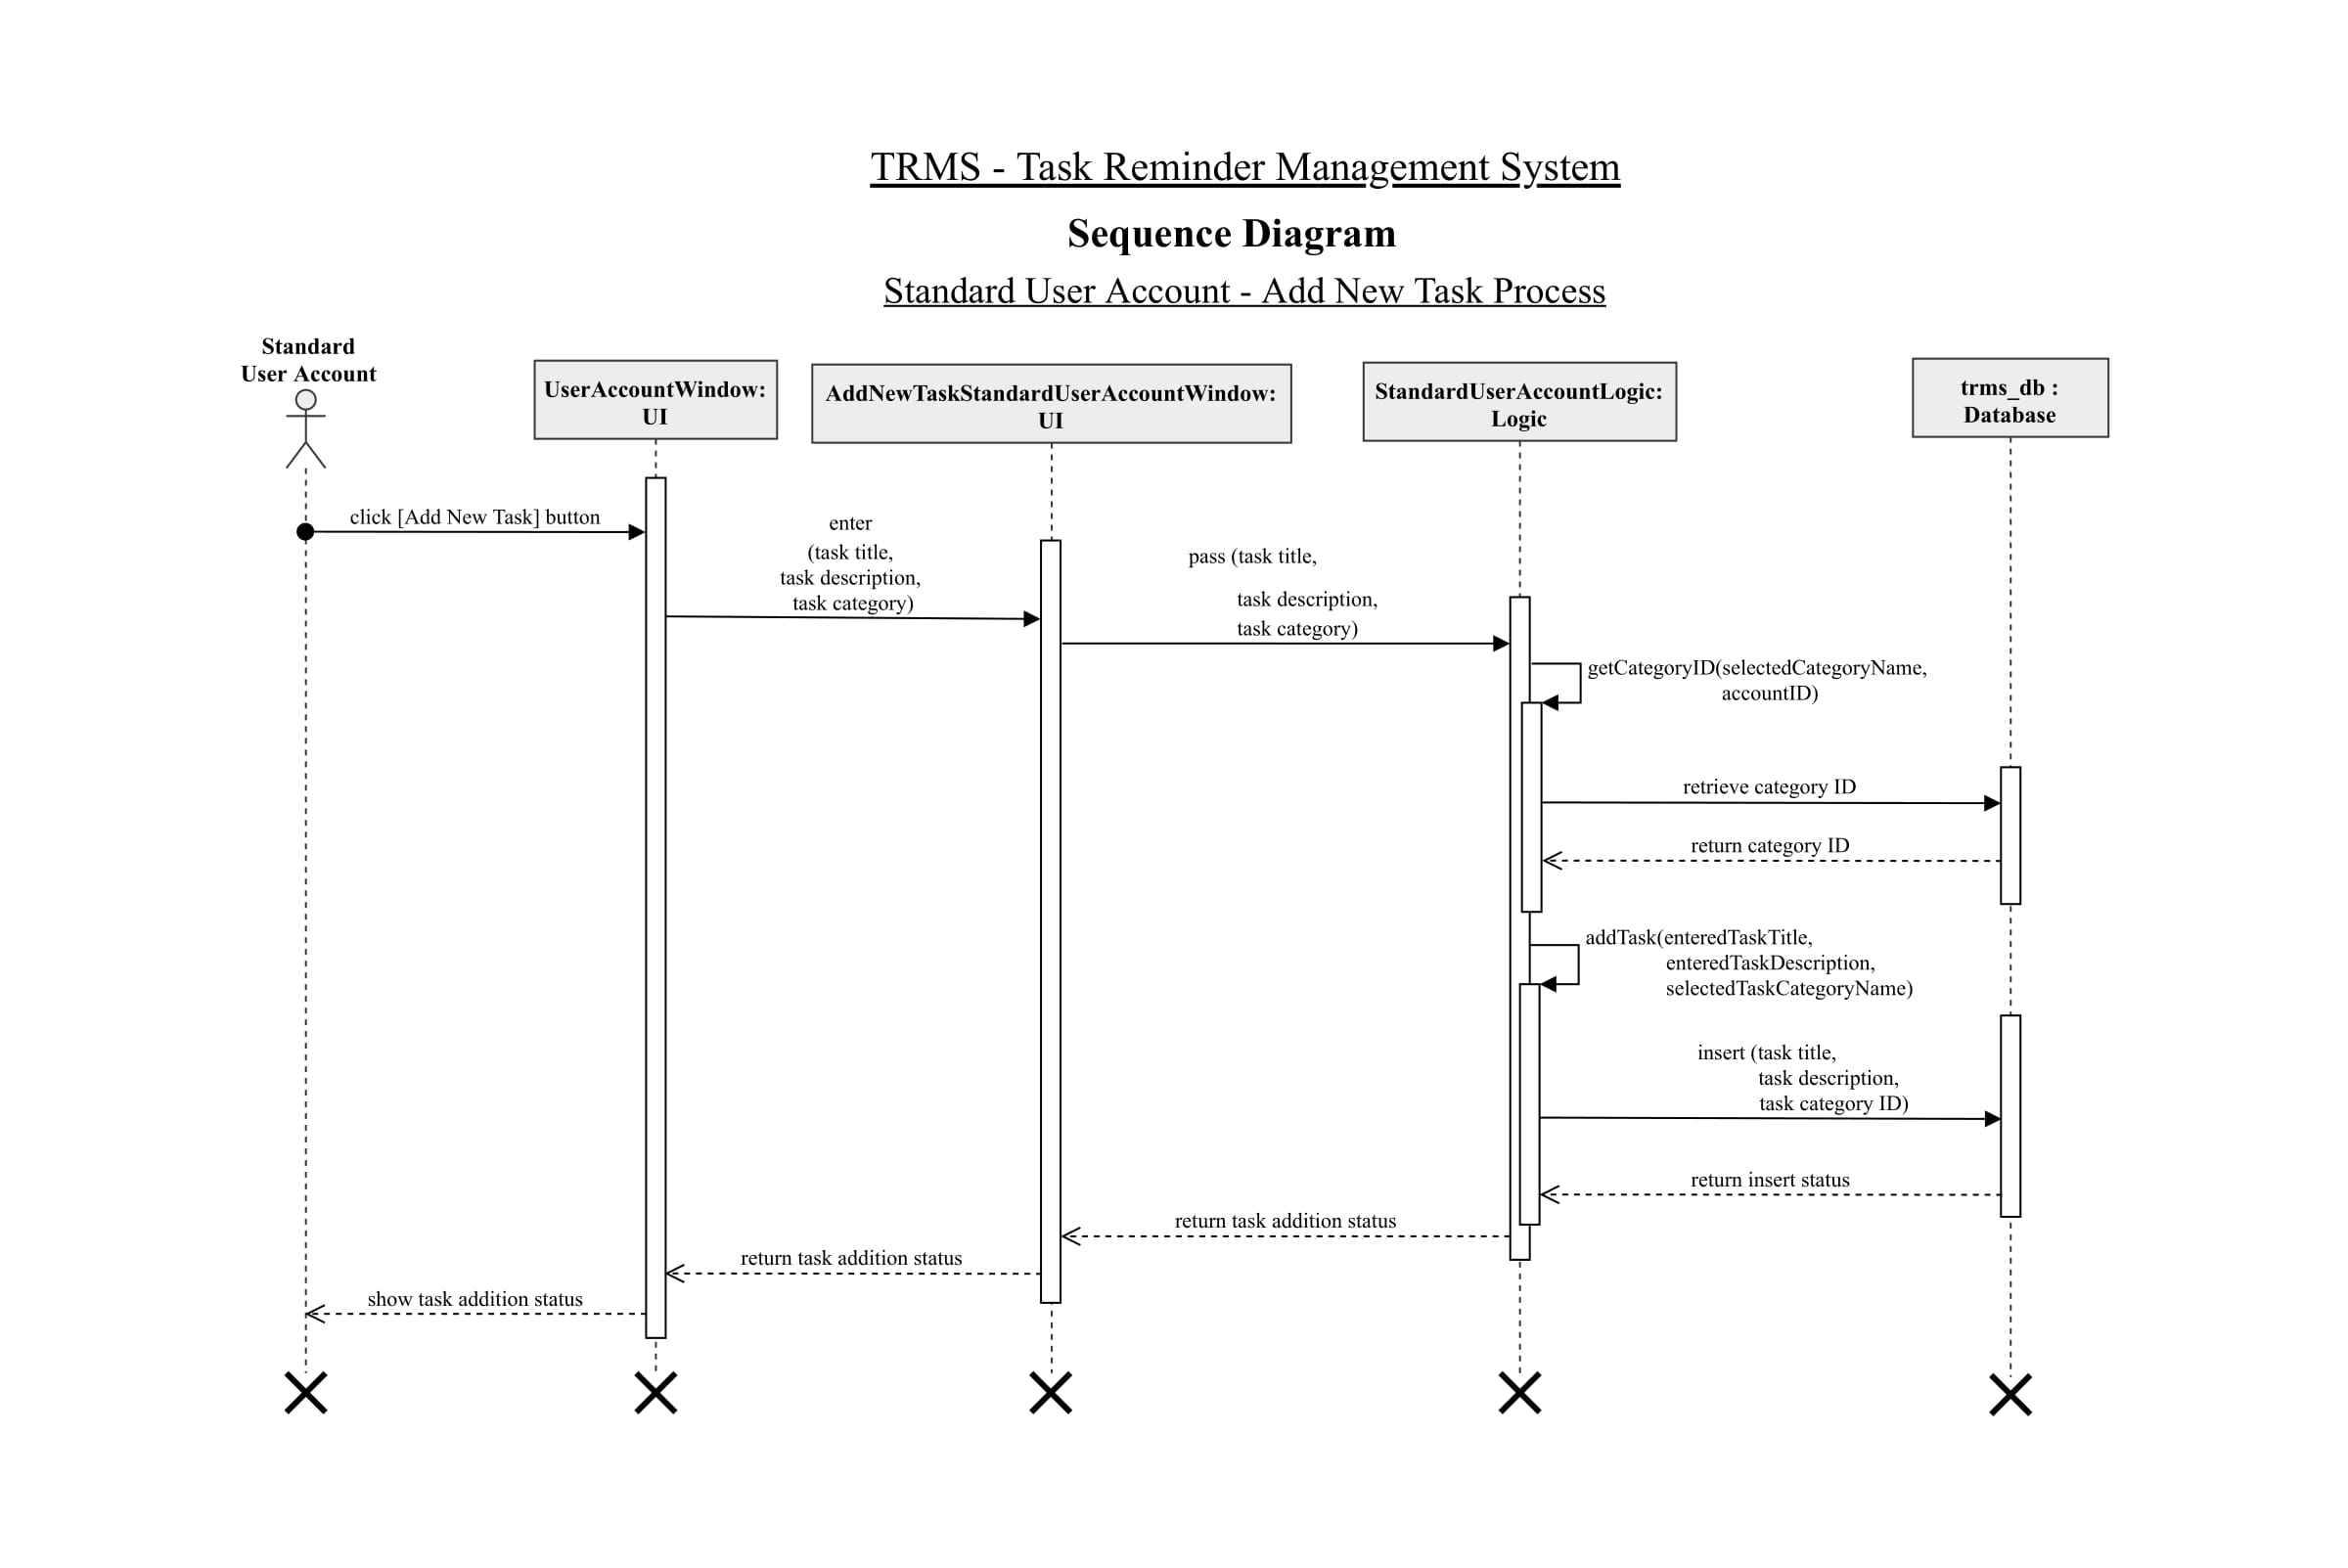 TRMS - Task Reminder Management System
Sequence Diagram
Standard User Account - Add New Task Process
Standard
User Account
UserAccountWindow:
UI
AddNewTaskStandardUserAccountWindow:
UI
StandardUserAccountLogic:
Logic
trms_db :
Database
click [Add New Task] button
enter
(task title,
task description,
task category)
pass (task title,
task description,
task category)
getCategoryID(selectedCategoryName,
accountID)
retrieve category ID
return category ID
addTask(enteredTaskTitle,
enteredTaskDescription,
selectedTaskCategoryName)
insert (task title,
task description,
task category ID)
return insert status
return task addition status
return task addition status
show task addition status